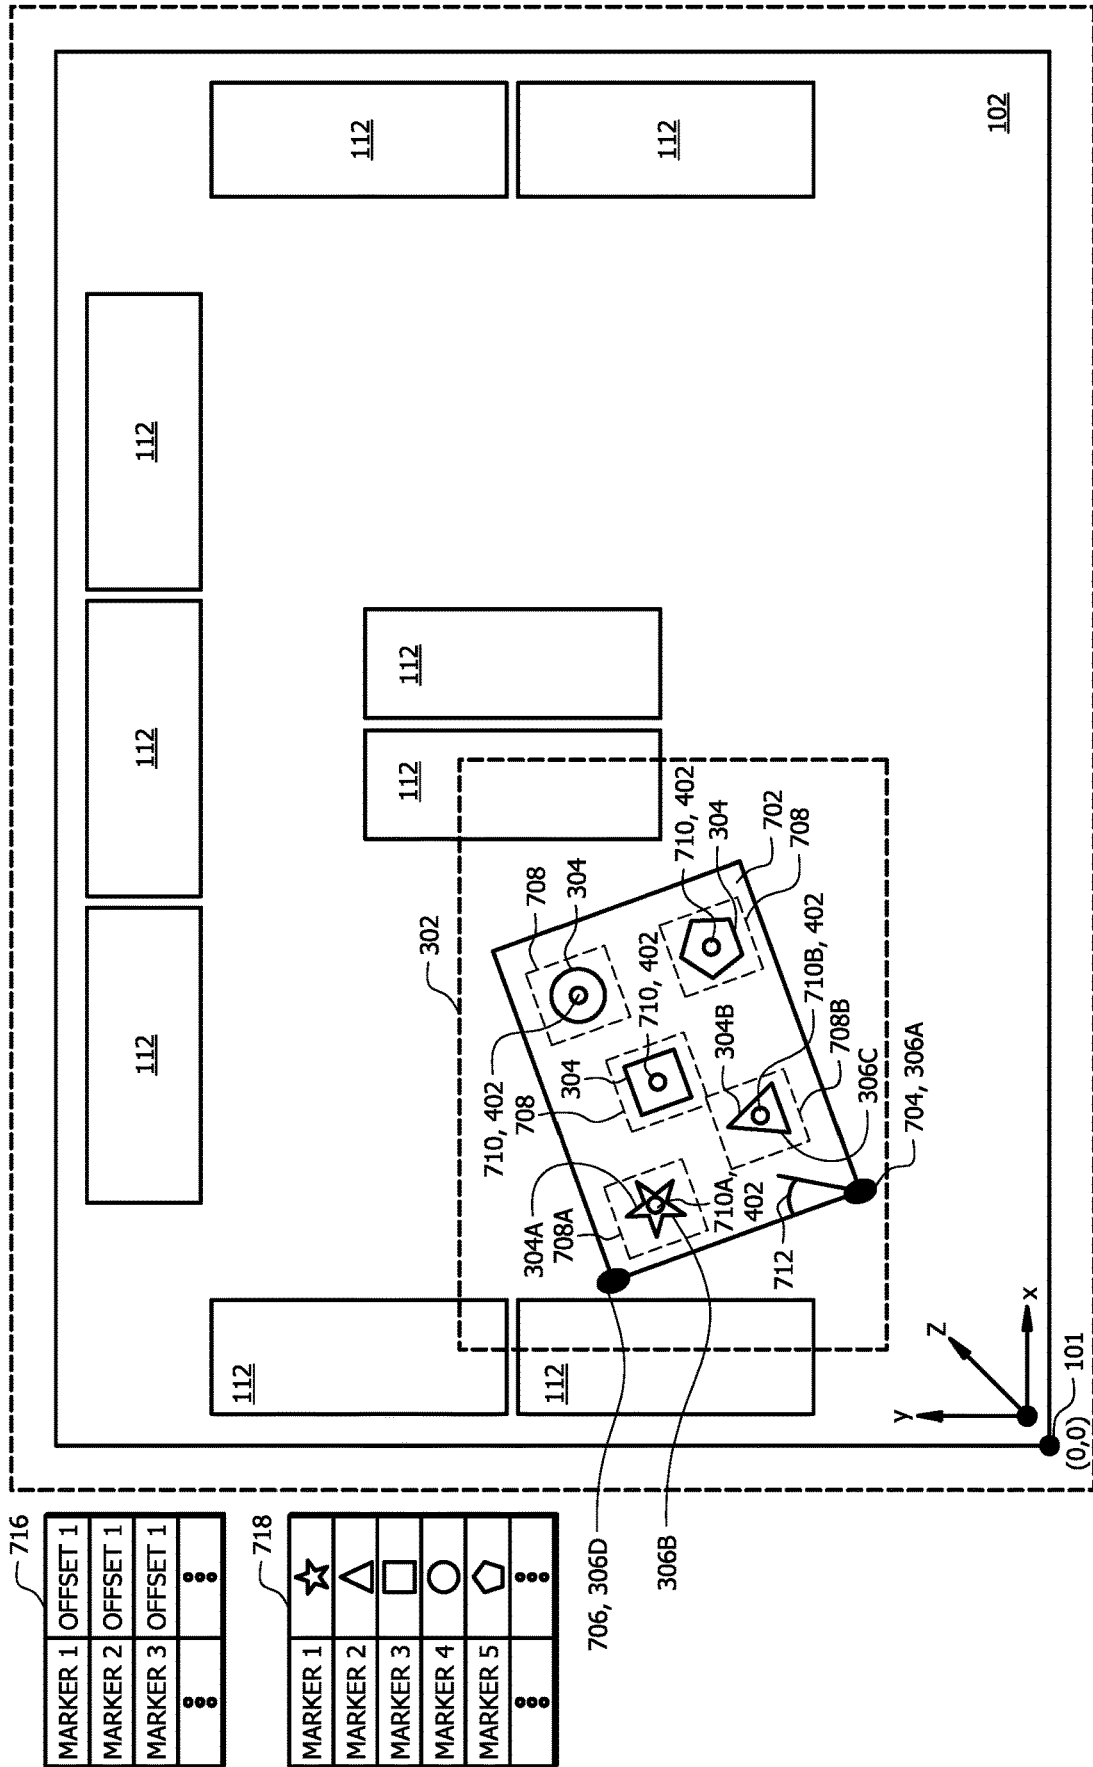 716
MARKER 1 OFFSET 1
MARKER 2 OFFSET 1
MARKER 3 OFFSET 1
718
MARKER 1
MARKER 2
MARKER 3
MARKER 4
MARKER 5
112
112
112
112
112
112
112
112
112
302
710, 402
708
304
708
304
710, 402
304A
708A
710A,
402
304B
710, 402
304
702
708
710B, 402
708B
306C
704, 306A
712
706, 306D
306B
y
Z
x
101
(0,0)
102